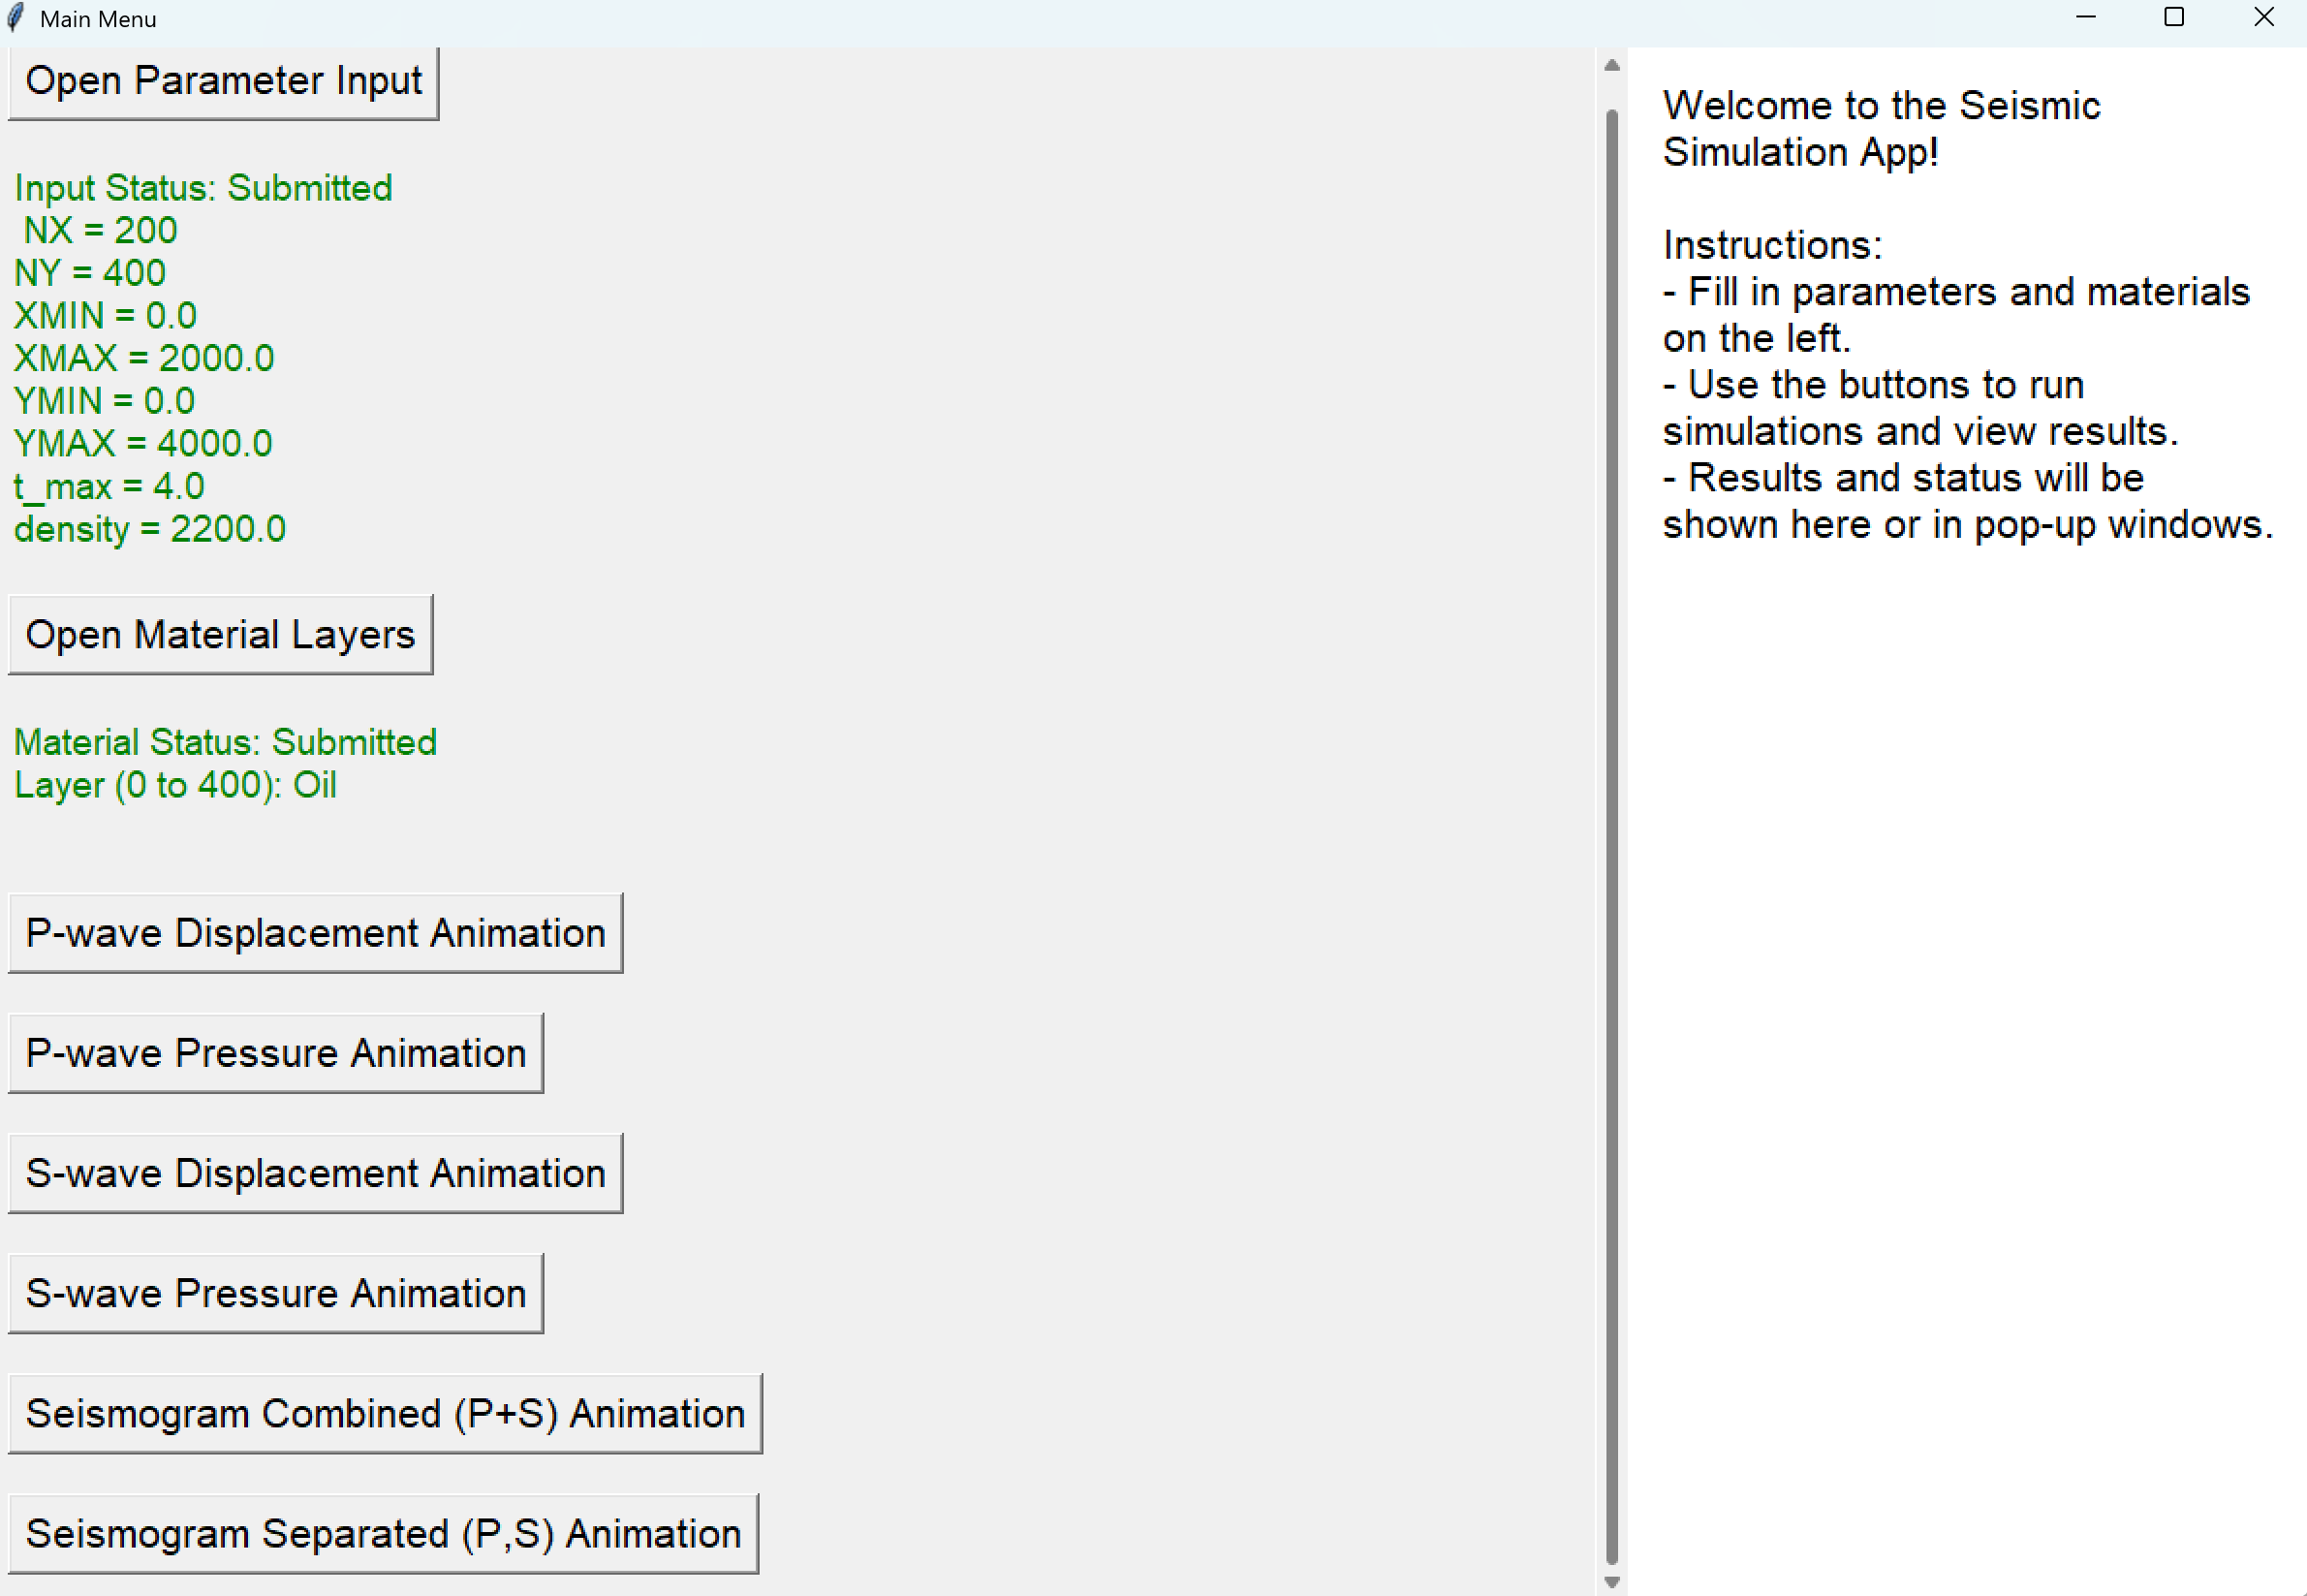 Main Menu
Open Parameter Input
Input Status: Submitted
NX = 200
NY = 400
XMIN = 0.0
XMAX = 2000.0
YMIN = 0.0
YMAX = 4000.0
t_max = 4.0
density = 2200.0
Open Material Layers
Material Status: Submitted
Layer (0 to 400): Oil
P-wave Displacement Animation
P-wave Pressure Animation
S-wave Displacement Animation
S-wave Pressure Animation
Seismogram Combined (P+S) Animation
Seismogram Separated (P,S) Animation
Welcome to the Seismic
Simulation App!
Instructions:
- Fill in parameters and materials
on the left.
- Use the buttons to run
simulations and view results.
- Results and status will be
shown here or in pop-up windows.